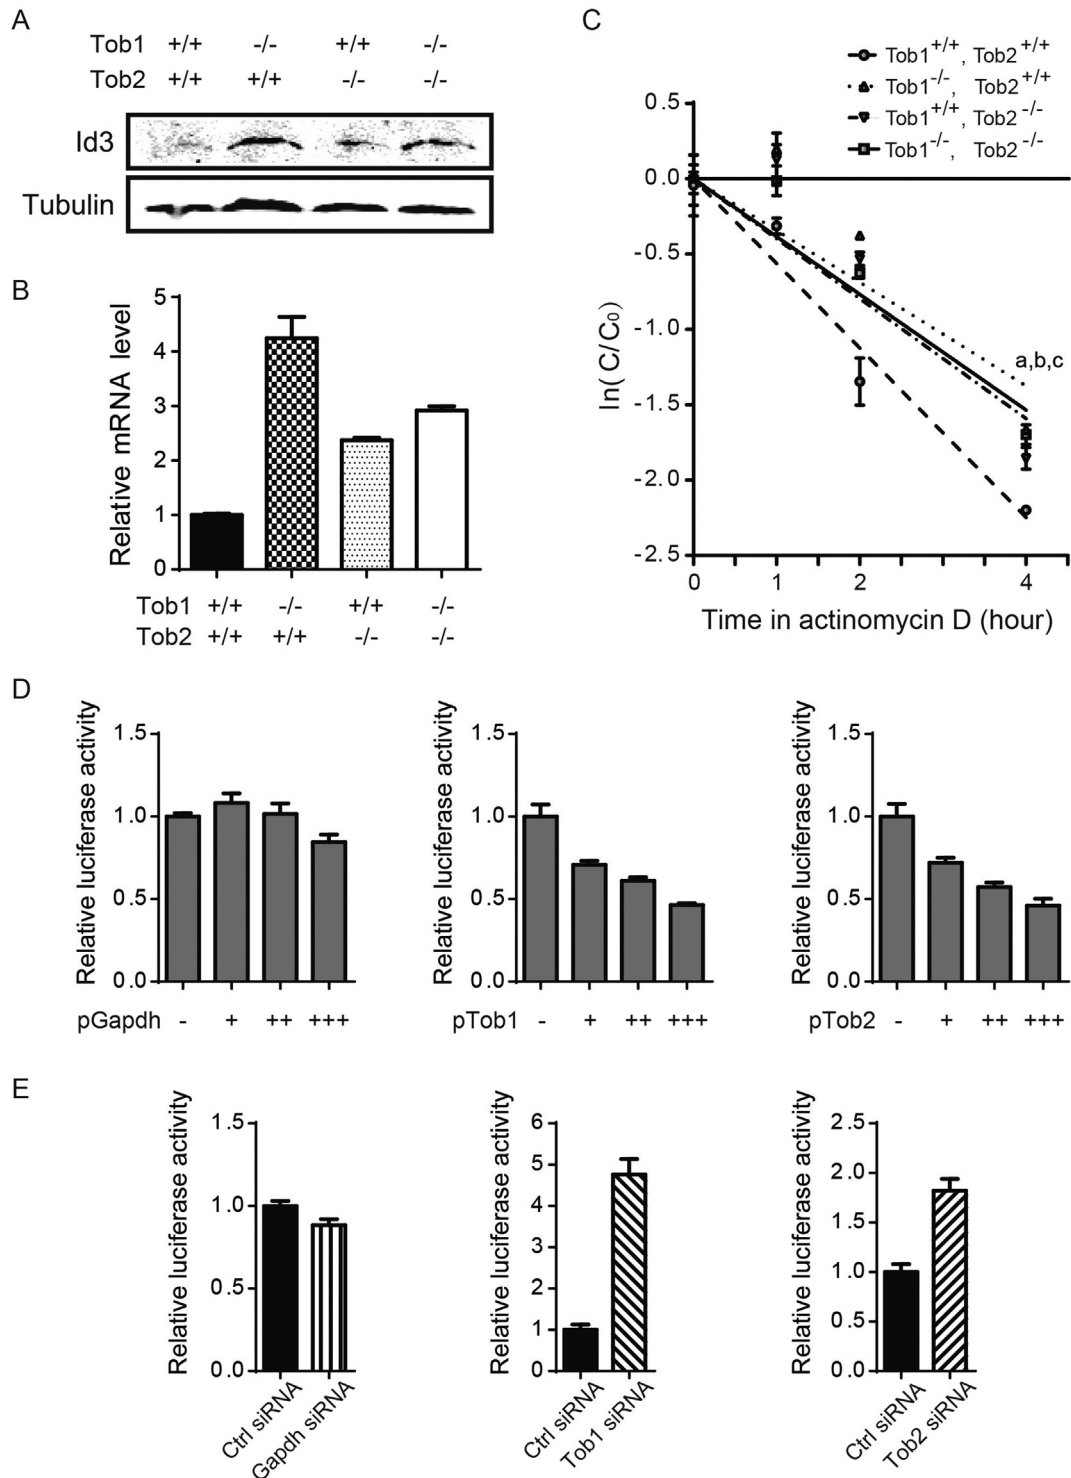 A
Tob1 +/+ -/- +/+ -/-
Tob2 +/+ +/+ -/- -/-
Id3
Tubulin
B
Relative mRNA level
5
4
3
2
1
0
Tob1 +/+ -/- +/+ -/-
Tob2 +/+ +/+ -/- -/-
C
Tob1+/+, Tob2+/+
Tob1-/-, Tob2+/+
Tob1+/+, Tob2-/-
Tob1-/-, Tob2-/-
ln(C/C0)
0.5
0.0
-0.5
-1.0
-1.5
-2.0
-2.5
a,b,c
0 1 2 4
Time in actinomycin D (hour)
D
Relative luciferase activity
1.5
1.0
0.5
0.0
pGapdh - + ++ +++
Relative luciferase activity
1.5
1.0
0.5
0.0
pTob1 - + ++ +++
Relative luciferase activity
1.5
1.0
0.5
0.0
pTob2 - + ++ +++
E
Relative luciferase activity
1.5
1.0
0.5
0.0
Ctrl siRNA
Gapdh siRNA
Relative luciferase activity
6
5
4
3
2
1
0
Ctrl siRNA
Tob1 siRNA
Relative luciferase activity
2.5
2.0
1.5
1.0
0.5
0.0
Ctrl siRNA
Tob2 siRNA